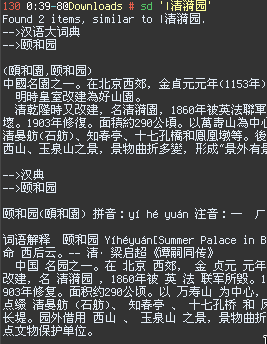 130 0:39-80Downloads # sd '|清漪园'
Found 2 items, similar to |清漪园.
-->汉语大词典
-->颐和园
(頤和園,颐和园)
中國名園之一。在北京西郊，金貞元元年(1153年)
明時皇室改建為好山園。
清乾隆時又改建，名清漪園，1860年被英法聯軍
壞。1903年修復。面積約290公頃。以萬壽山為中心
清晏舫(石舫)、知春亭、十七孔橋和鳳凰墩等。後
西山、玉泉山之景，景物曲折多變，形成“景外有景
-->汉典
-->颐和园
颐和园(頤和園) 拼音：yí hé yuán 注音：ㄧ ㄏ
词语解释 颐和园 Yíhéyuán[Summer Palace in B
命 西后云。-- 清· 梁启超《谭嗣同传》
中国 名园之一。在 北京 西郊， 金 贞元 元年
改建，名 清漪园 ，1860年被 英 法 联军所毁。1
903年修复。面积约290公顷。以 万寿山 为中心，
点缀 清晏舫（石舫）、 知春亭 、 十七孔桥 和 凤
长堤。园外借用 西山 、 玉泉 山之景，景物曲折
点文物保护单位。